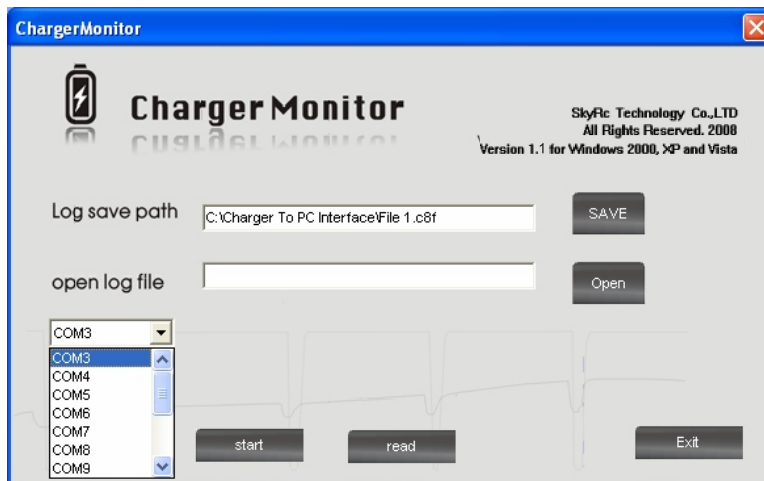 ChargerMonitor
Charger Monitor
SkyRc Technology Co.,LTD
All Rights Reserved. 2008
Version 1.1 for Windows 2000, XP and Vista
Log save path
C:\Charger To PC Interface\File 1.c8f
SAVE
open log file
Open
COM3
COM3
COM4
COM5
COM6
COM7
COM8
COM9
start
read
Exit